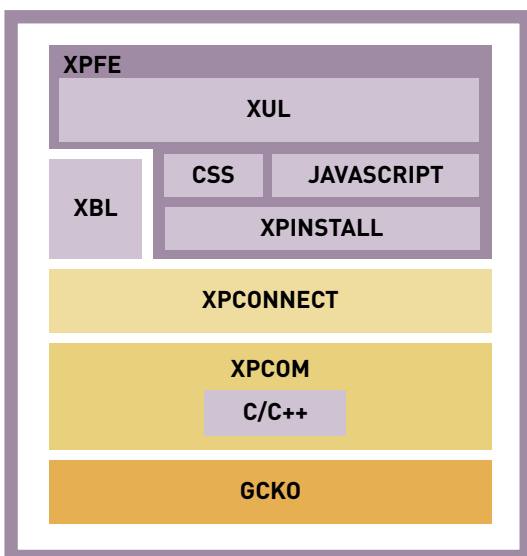 XPFE
XUL
CSS JAVASCRIPT
XBL
XPINSTALL
XPCONNECT
XPCOM
C/C++
GCKO